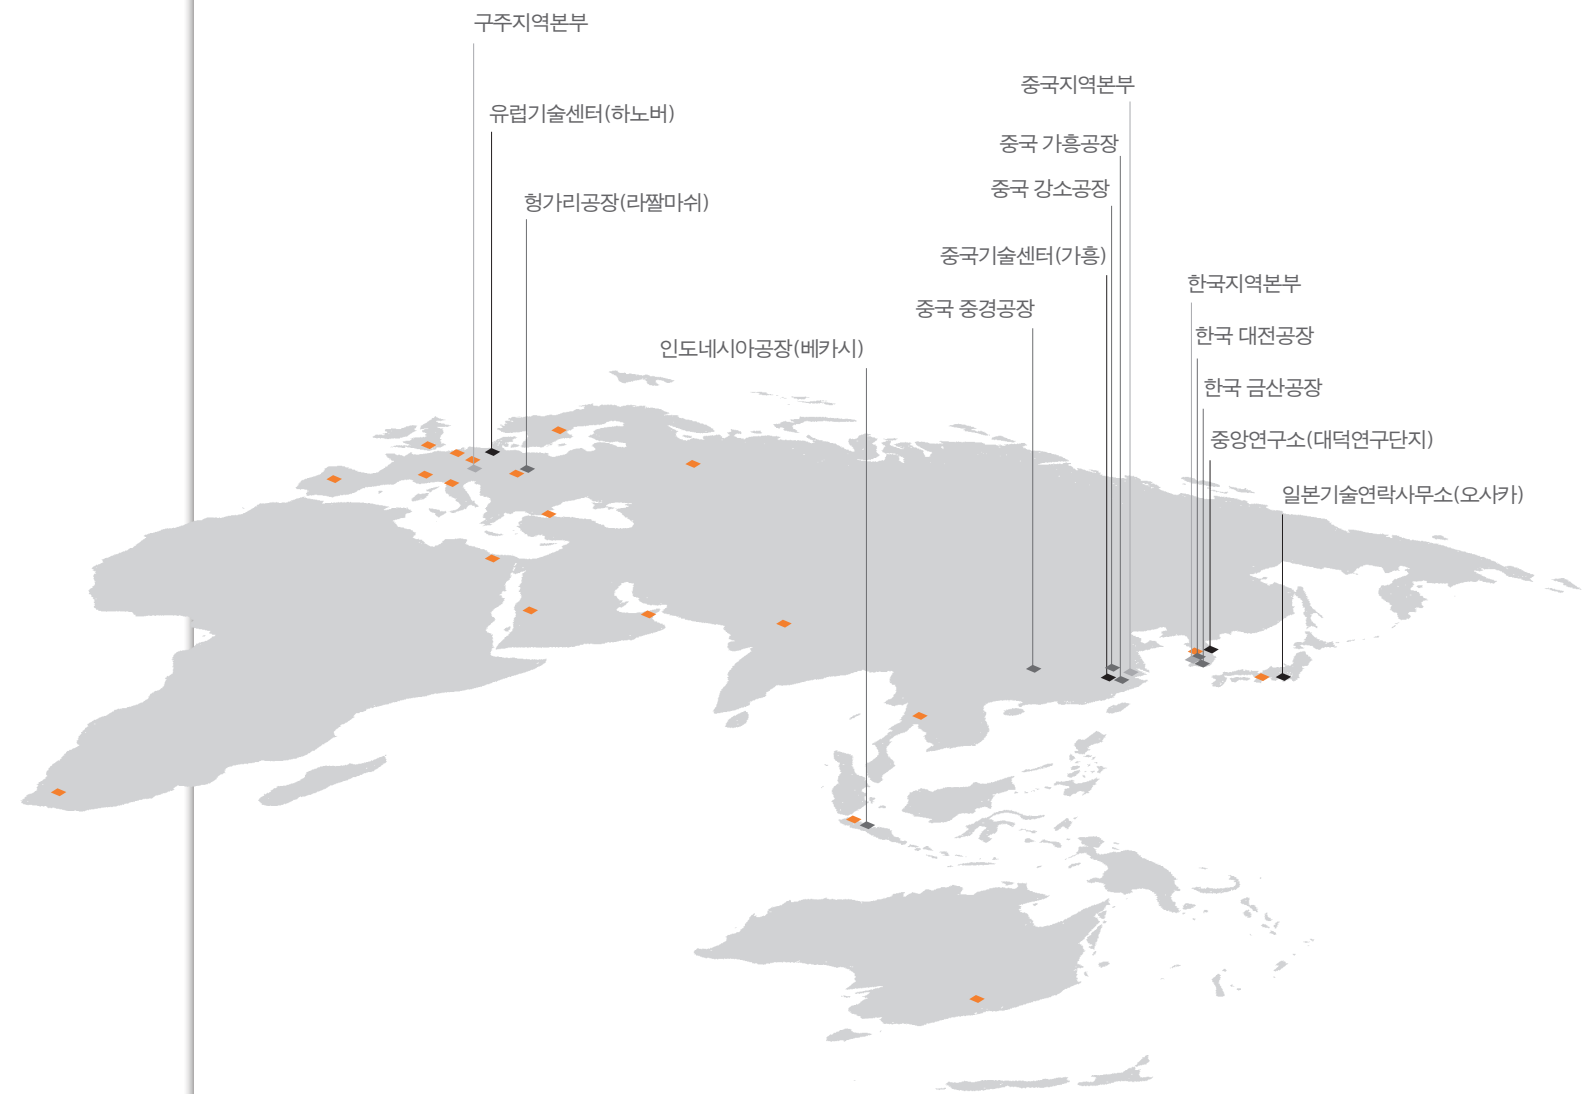 구주지역본부
유럽기술센터(하노버)
헝가리공장(라짤마쉬)
인도네시아공장(베카시)
중국지역본부
중국 가흥공장
중국 강소공장
중국기술센터(가흥)
중국 중경공장
한국지역본부
한국 대전공장
한국 금산공장
중앙연구소(대덕연구단지)
일본기술연락사무소(오사카)